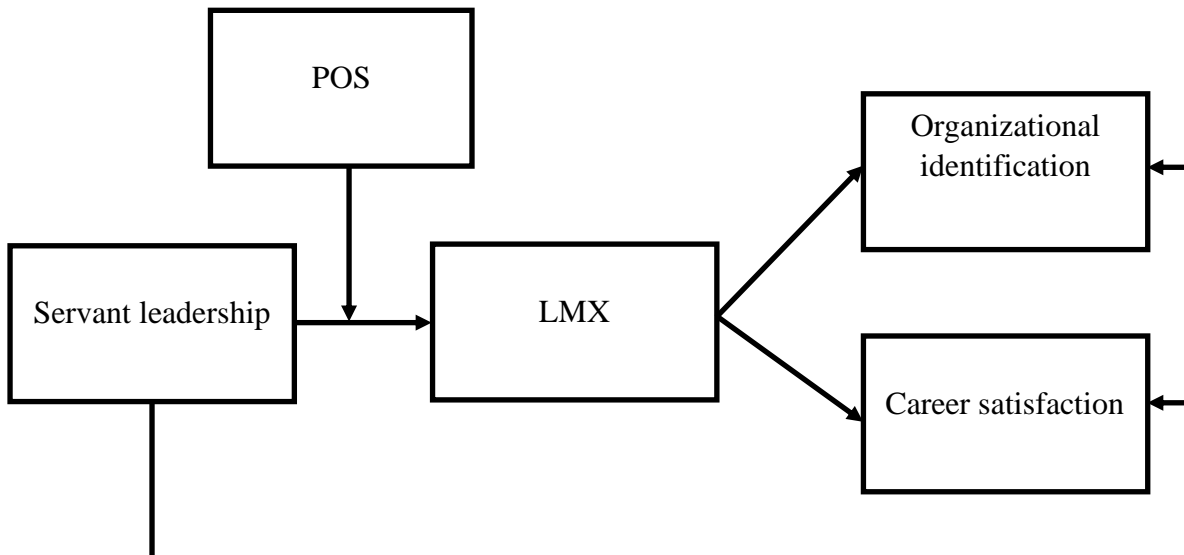 POS
Organizational
identification
Servant leadership
LMX
Career satisfaction